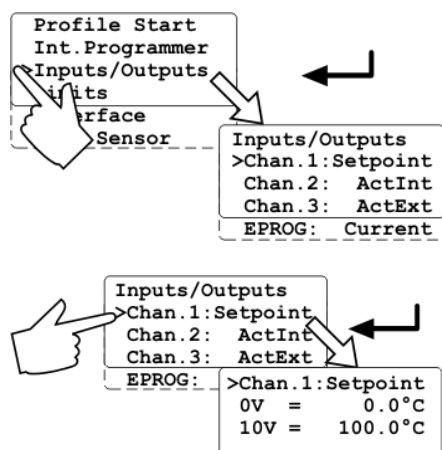 Profile Start
Int.Programmer
>Inputs/Outputs
Inputs/Outputs
>Chan.1:Setpoint
Chan.2: ActInt
Chan.3: ActExt
EPROG: Current
Sensor
Inputs/Outputs
>Chan.1:Setpoint
Chan.2: ActInt
Chan.3: ActExt
EPROG:
>Chan.1:Setpoint
0V = 0.0°C
10V = 100.0°C